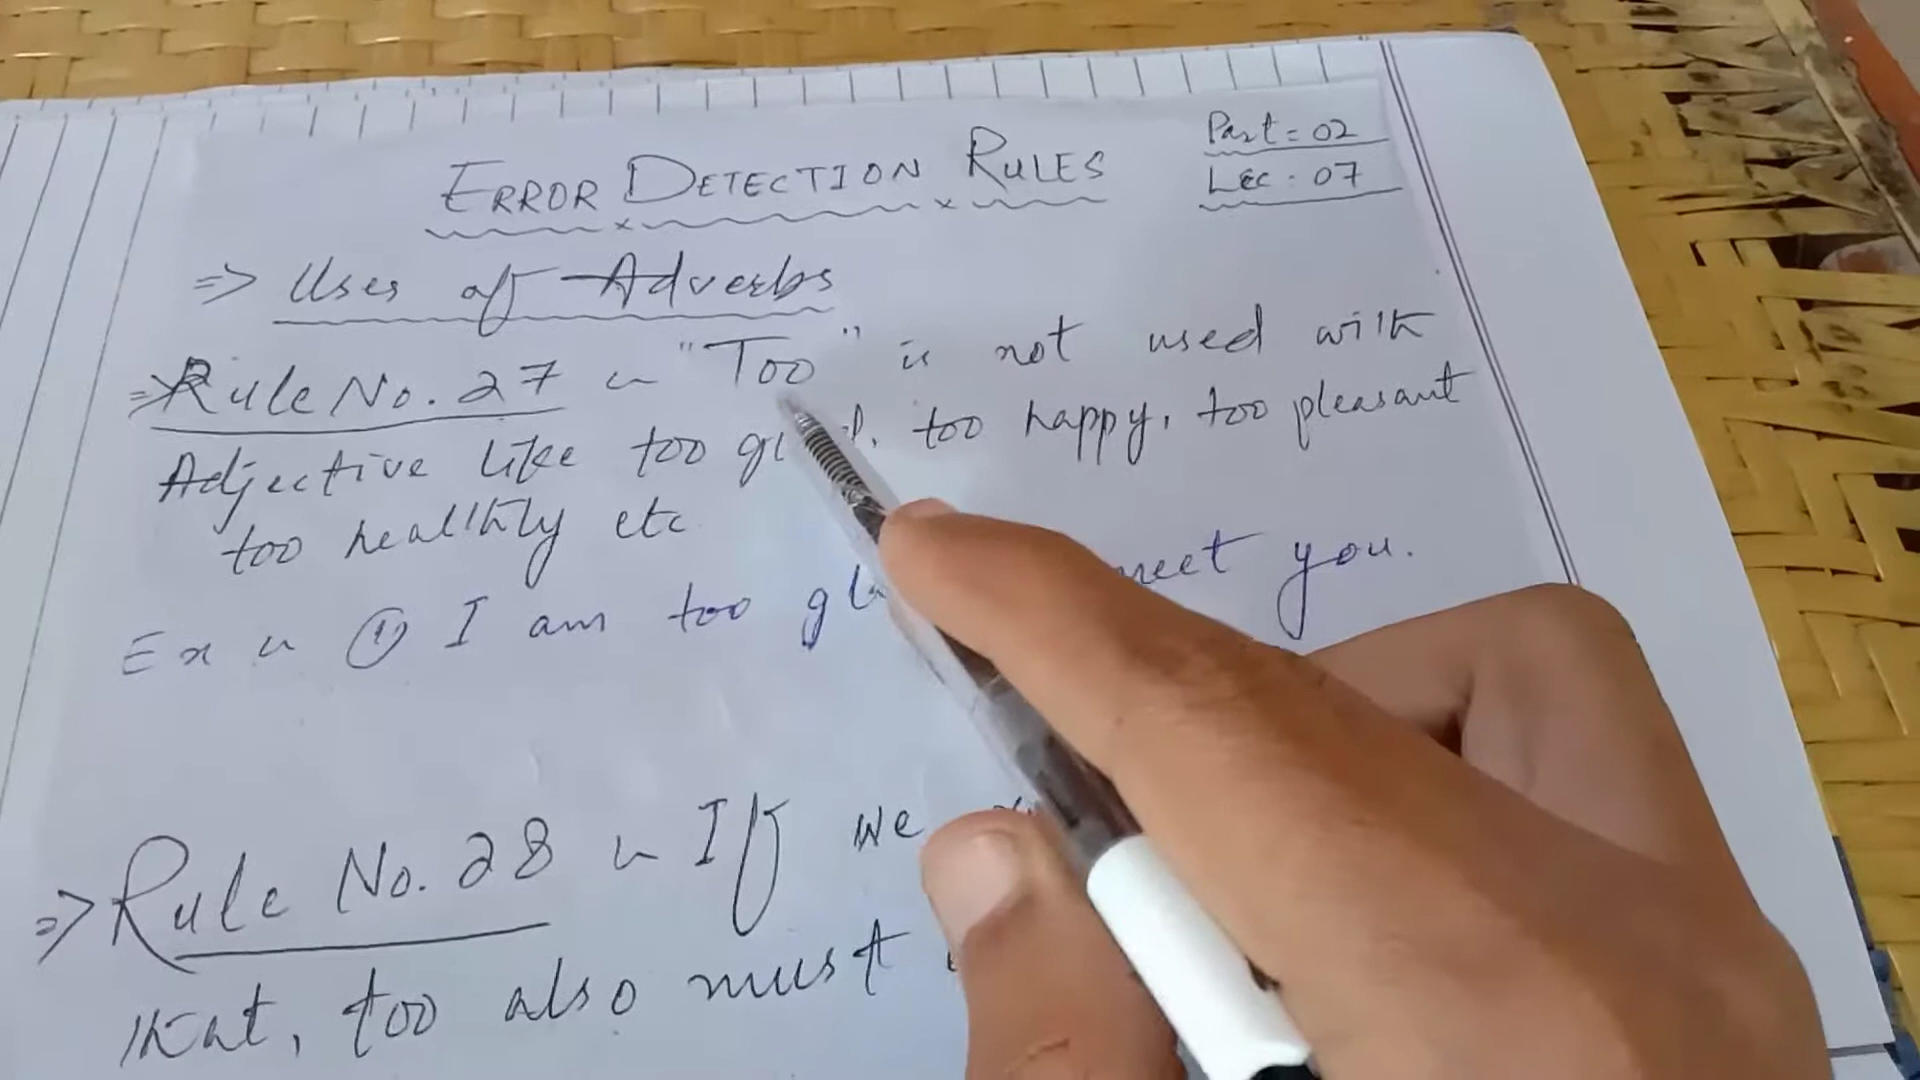 ERROR DETECTION RULES
Part = 02
Lec : 07
=> Uses of Adverbs
=> Rule No. 27 "Too" is not used with
Adjective like too too happy, too pleasant
too healthly etc
Ex ① I am too meet you.
=> Rule No. 28 If we
that, too also must